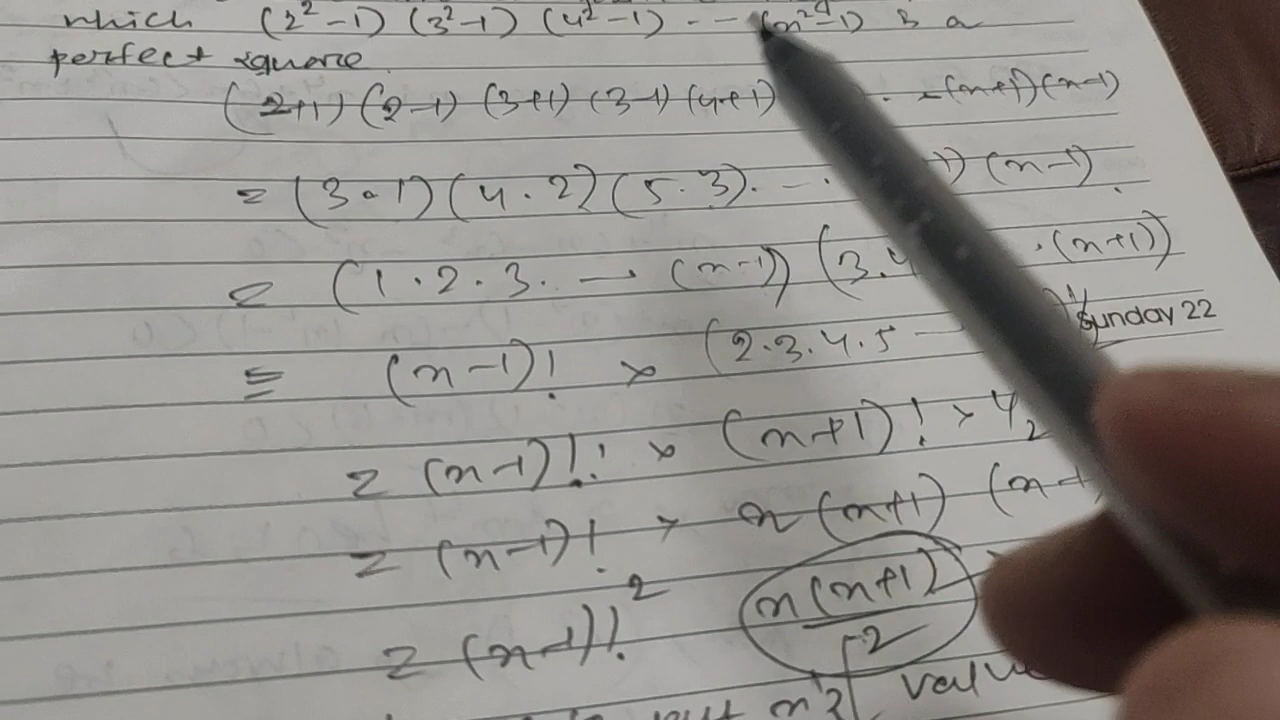 which (2²-1) (3²-1) (4²-1) - - (n²-1) is a
perfect square.
(2+1) (2-1) (3+1) (3-1) (4+1) . - (n+1) (n-1)
= (3·1) (4·2) (5·3). - · 1) (n-1)
= (1·2·3. — · (n-1)) (3.4 ·(n+1))
= (n-1)! × (2·3.4.5 —
Sunday 22
= (n-1)! × (n+1)! × 1/2
= (n-1)! × n(n+1) (n-1
= (n-1)!² n(n+1)/2
put n's value